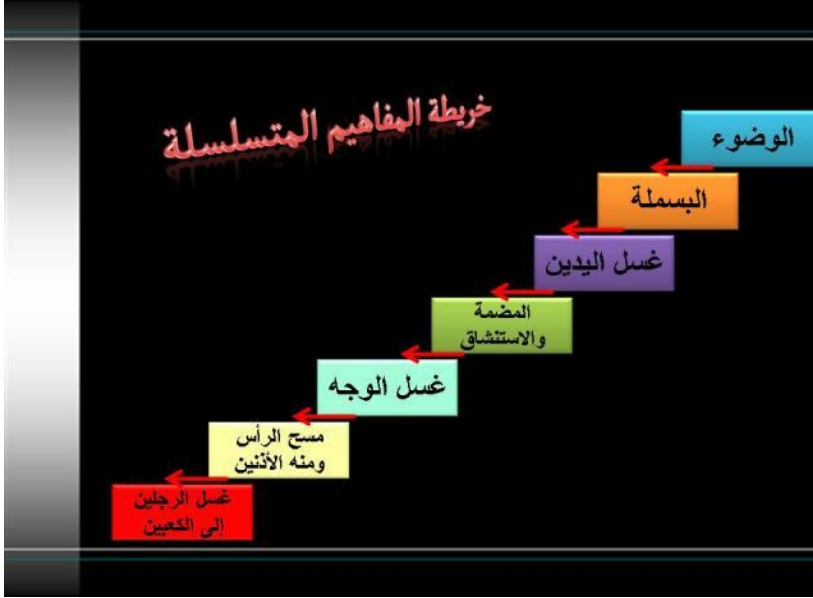 خريطة المفاهيم المتسلسلة
الوضوء
البسملة
غسل اليدين
المضمة
والاستنشاق
غسل الوجه
مسح الرأس
ومنه الأذنين
غسل الرجلين
إلى الكعبين